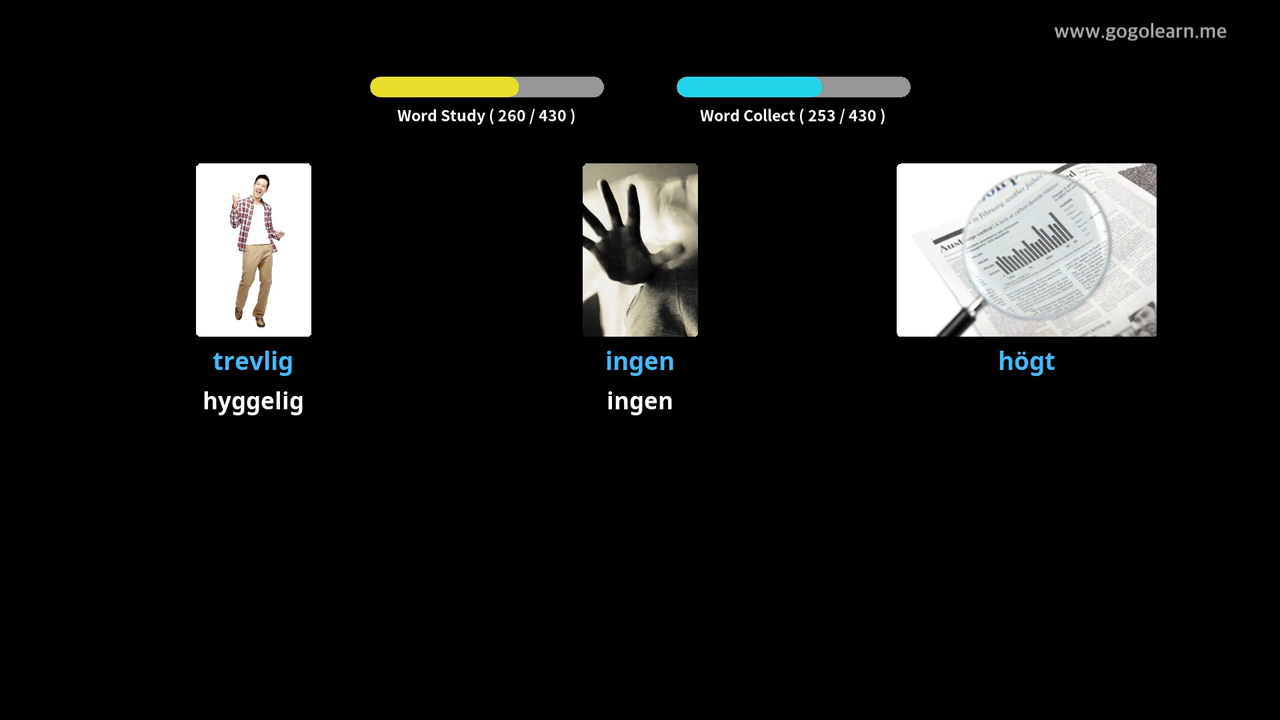 www.gogolearn.me
Word Study ( 260 / 430 )
Word Collect ( 253 / 430 )
trevlig
ingen
högt
hyggelig
ingen